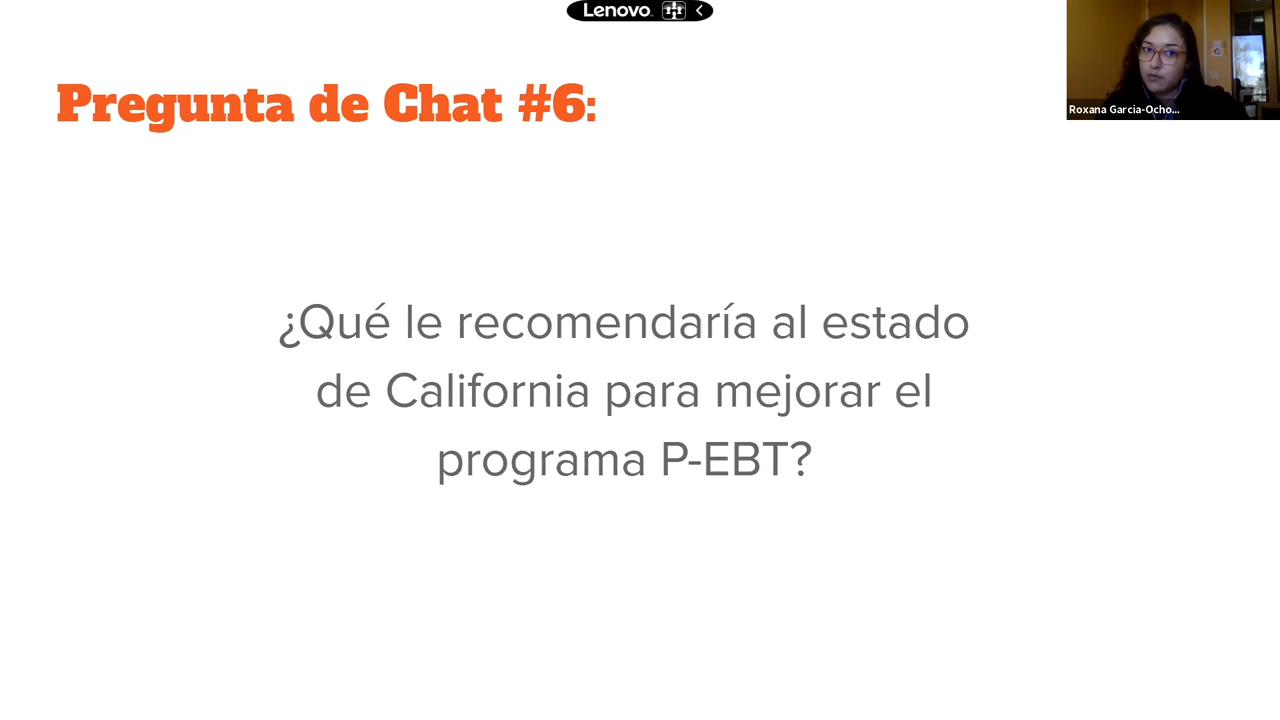 Lenovo
Pregunta de Chat #6:
Roxana Garcia-Ocho...
¿Qué le recomendaría al estado
de California para mejorar el
programa P-EBT?